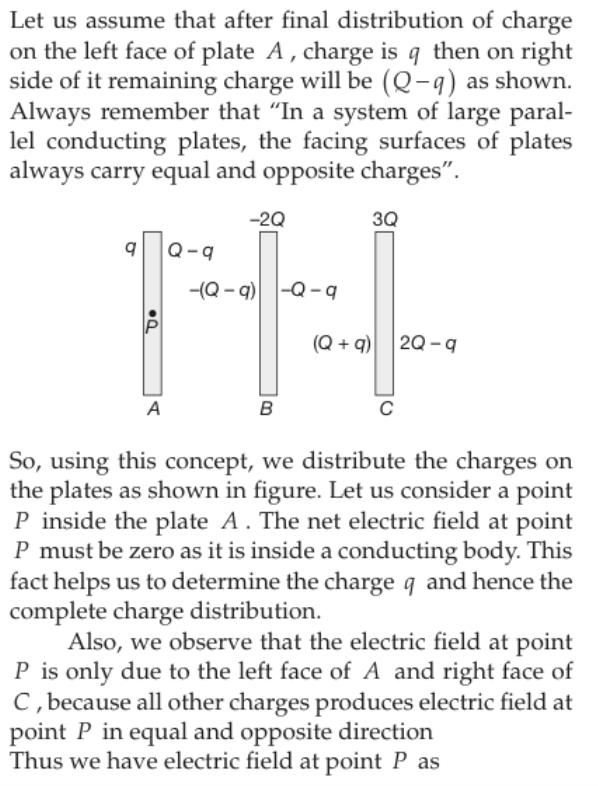 Let us assume that after final distribution of charge
on the left face of plate A , charge is q then on right
side of it remaining charge will be (Q−q) as shown.
Always remember that “In a system of large paral-
lel conducting plates, the facing surfaces of plates
always carry equal and opposite charges”.
–2Q
3Q
q
Q – q
–(Q – q)
–Q – q
P
(Q + q)
2Q – q
A
B
C
So, using this concept, we distribute the charges on
the plates as shown in figure. Let us consider a point
P inside the plate A . The net electric field at point
P must be zero as it is inside a conducting body. This
fact helps us to determine the charge q and hence the
complete charge distribution.
Also, we observe that the electric field at point
P is only due to the left face of A and right face of
C , because all other charges produces electric field at
point P in equal and opposite direction
Thus we have electric field at point P as